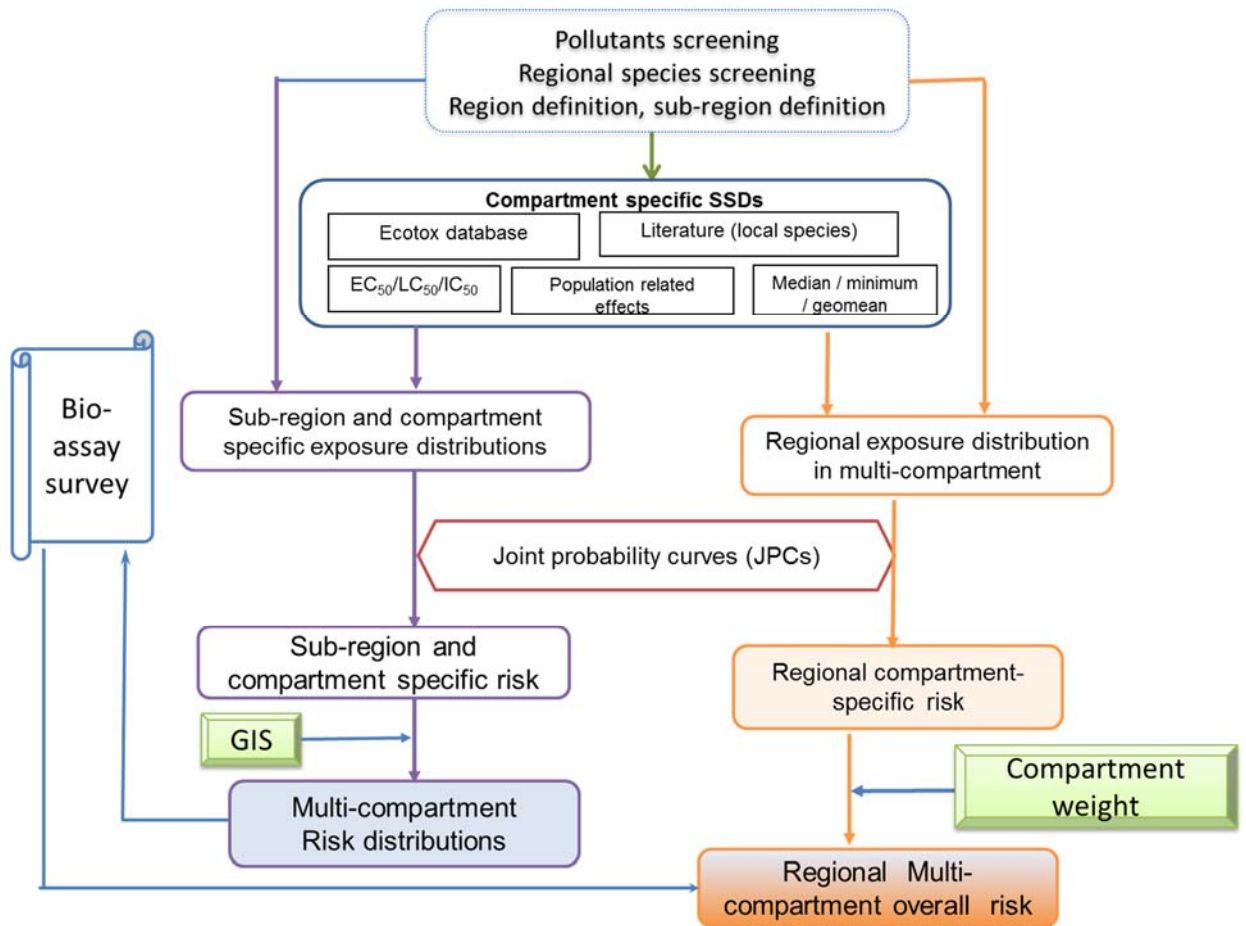 Pollutants screening
Regional species screening
Region definition, sub-region definition
Compartment specific SSDs
Ecotox database
Literature (local species)
EC₅₀/LC₅₀/IC₅₀
Population related
effects
Median / minimum
/ geomean
Bio-
assay
survey
Sub-region and compartment
specific exposure distributions
Regional exposure distribution
in multi-compartment
Joint probability curves (JPCs)
Sub-region and
compartment specific risk
Regional compartment-
specific risk
GIS
Compartment
weight
Multi-compartment
Risk distributions
Regional Multi-
compartment overall risk